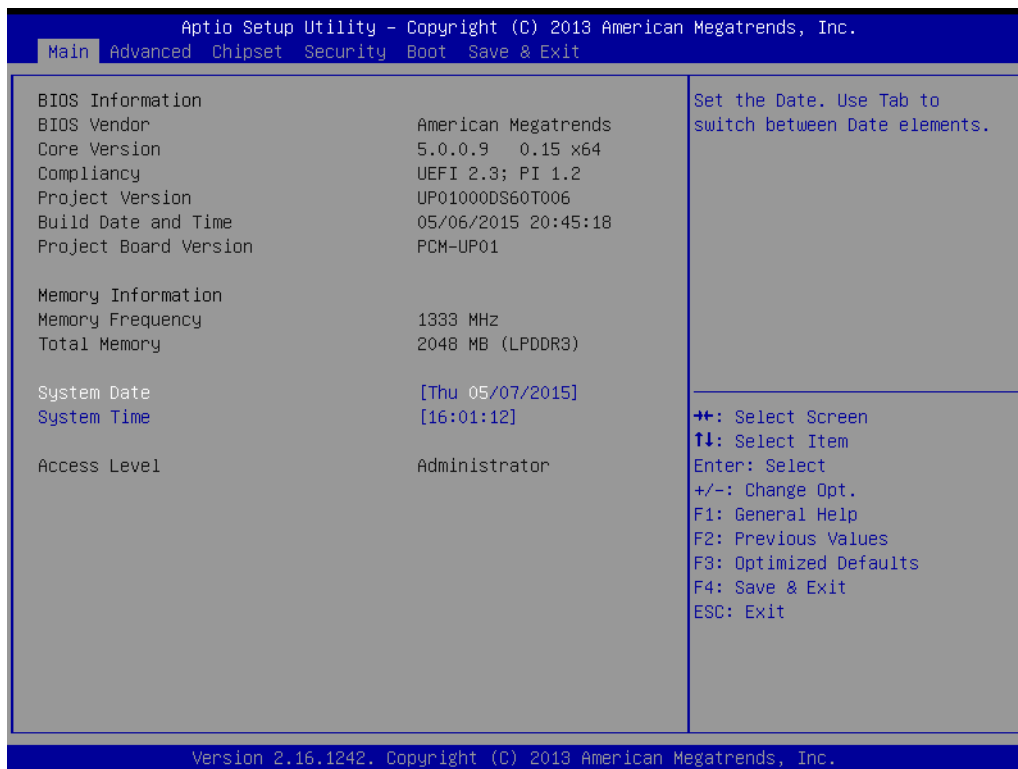 Aptio Setup Utility – Copyright (C) 2013 American Megatrends, Inc.
Main Advanced Chipset Security Boot Save & Exit
BIOS Information
BIOS Vendor American Megatrends
Core Version 5.0.0.9 0.15 x64
Compliancy UEFI 2.3; PI 1.2
Project Version UP01000DS60T006
Build Date and Time 05/06/2015 20:45:18
Project Board Version PCM-UP01
Memory Information
Memory Frequency 1333 MHz
Total Memory 2048 MB (LPDDR3)
System Date [Thu 05/07/2015]
System Time [16:01:12]
Access Level Administrator
Set the Date. Use Tab to
switch between Date elements.
→←: Select Screen
↑↓: Select Item
Enter: Select
+/-: Change Opt.
F1: General Help
F2: Previous Values
F3: Optimized Defaults
F4: Save & Exit
ESC: Exit
Version 2.16.1242. Copyright (C) 2013 American Megatrends, Inc.